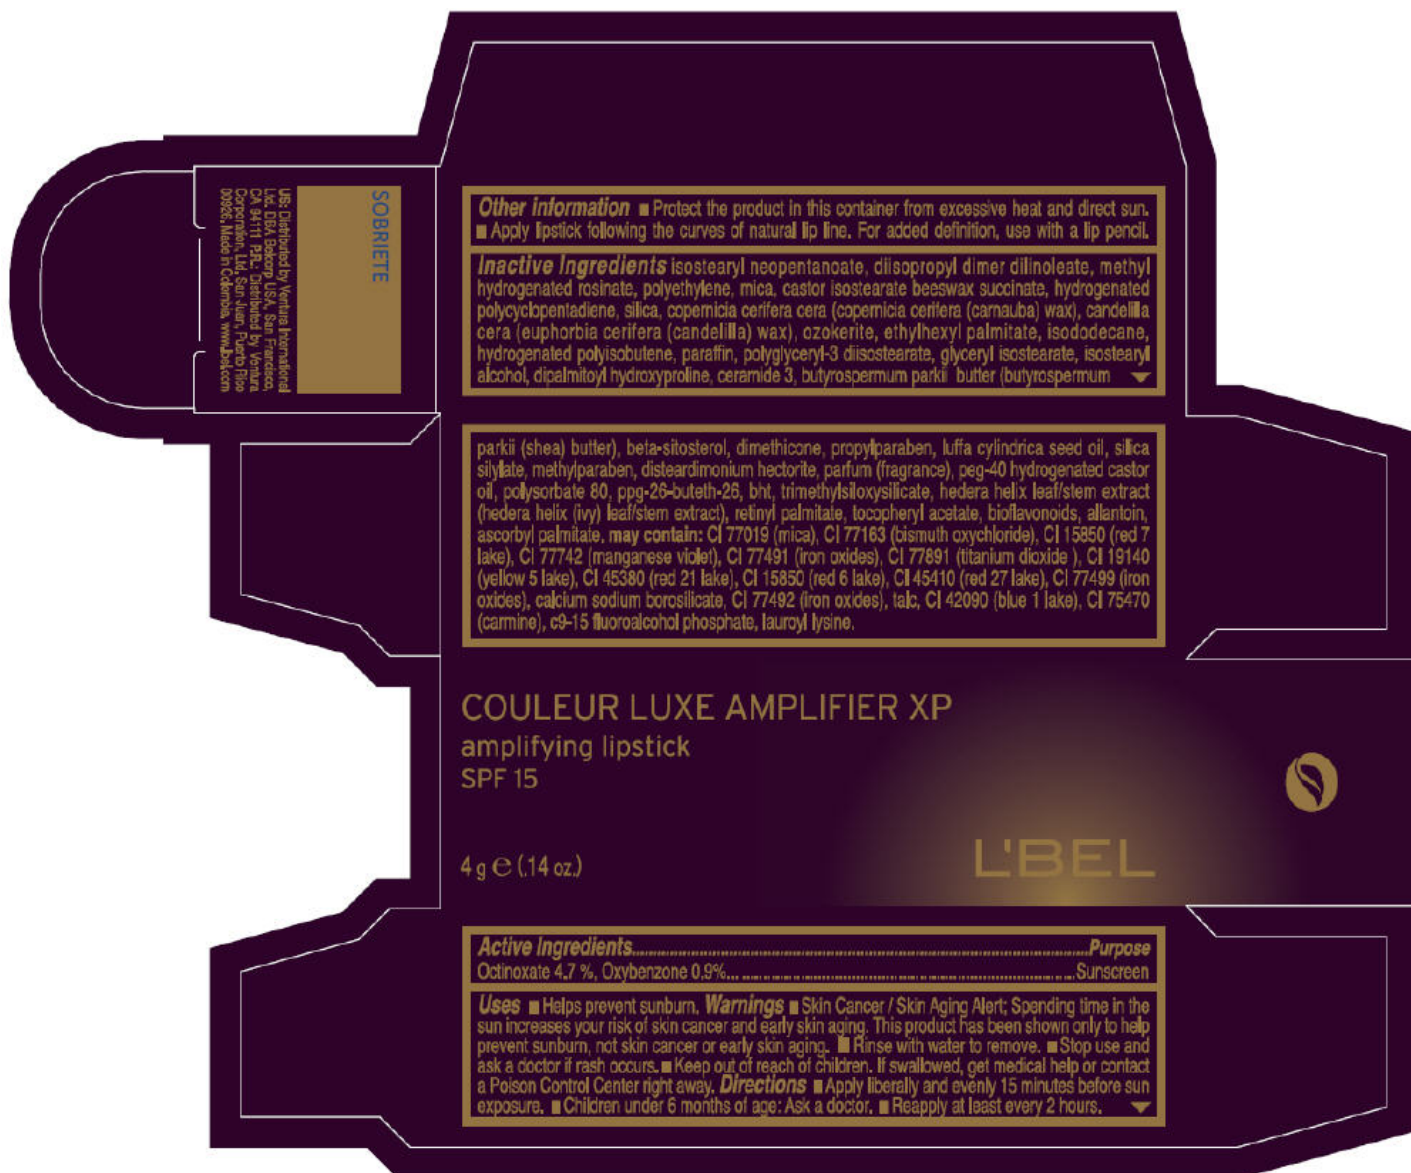 SOBRIETE
US: Distributed by Ventura International
Ltd. DBA Belcorp USA, San Francisco,
CA 94111 P.R.: Distributed by Ventura
Corporation, Ltd. San Juan, Puerto Rico
00926. Made in Colombia. www.lbel.com
Other information ■ Protect the product in this container from excessive heat and direct sun.
■ Apply lipstick following the curves of natural lip line. For added definition, use with a lip pencil.
Inactive Ingredients isostearyl neopentanoate, diisopropyl dimer dilinoleate, methyl
hydrogenated rosinate, polyethylene, mica, castor isostearate beeswax succinate, hydrogenated
polycyclopentadiene, silica, copernicia cerifera cera (copernicia cerifera (carnauba) wax), candelilla
cera (euphorbia cerifera (candelilla) wax), ozokerite, ethylhexyl palmitate, isododecane,
hydrogenated polyisobutene, paraffin, polyglyceryl-3 diisostearate, glyceryl isostearate, isostearyl
alcohol, dipalmitoyl hydroxyproline, ceramide 3, butyrospermum parkii butter (butyrospermum
parkii (shea) butter), beta-sitosterol, dimethicone, propylparaben, luffa cylindrica seed oil, silica
silylate, methylparaben, disteardimonium hectorite, parfum (fragrance), peg-40 hydrogenated castor
oil, polysorbate 80, ppg-26-buteth-26, bht, trimethylsiloxysilicate, hedera helix leaf/stem extract
(hedera helix (ivy) leaf/stem extract), retinyl palmitate, tocopheryl acetate, bioflavonoids, allantoin,
ascorbyl palmitate, may contain: CI 77019 (mica), CI 77163 (bismuth oxychloride), CI 15850 (red 7
lake), CI 77742 (manganese violet), CI 77491 (iron oxides), CI 77891 (titanium dioxide ), CI 19140
(yellow 5 lake), CI 45380 (red 21 lake), CI 15850 (red 6 lake), CI 45410 (red 27 lake), CI 77499 (iron
oxides), calcium sodium borosilicate, CI 77492 (iron oxides), talc, CI 42090 (blue 1 lake), CI 75470
(carmine), c9-15 fluoroalcohol phosphate, lauroyl lysine.
COULEUR LUXE AMPLIFIER XP
amplifying lipstick
SPF 15
4 g ℮ (.14 oz.)
L'BEL
Active Ingredients....................Purpose
Octinoxate 4.7 %, Oxybenzone 0.9%....................Sunscreen
Uses ■ Helps prevent sunburn. Warnings ■ Skin Cancer / Skin Aging Alert: Spending time in the
sun increases your risk of skin cancer and early skin aging. This product has been shown only to help
prevent sunburn, not skin cancer or early skin aging. ■ Rinse with water to remove. ■ Stop use and
ask a doctor if rash occurs. ■ Keep out of reach of children. If swallowed, get medical help or contact
a Poison Control Center right away. Directions ■ Apply liberally and evenly 15 minutes before sun
exposure. ■ Children under 6 months of age: Ask a doctor. ■ Reapply at least every 2 hours.